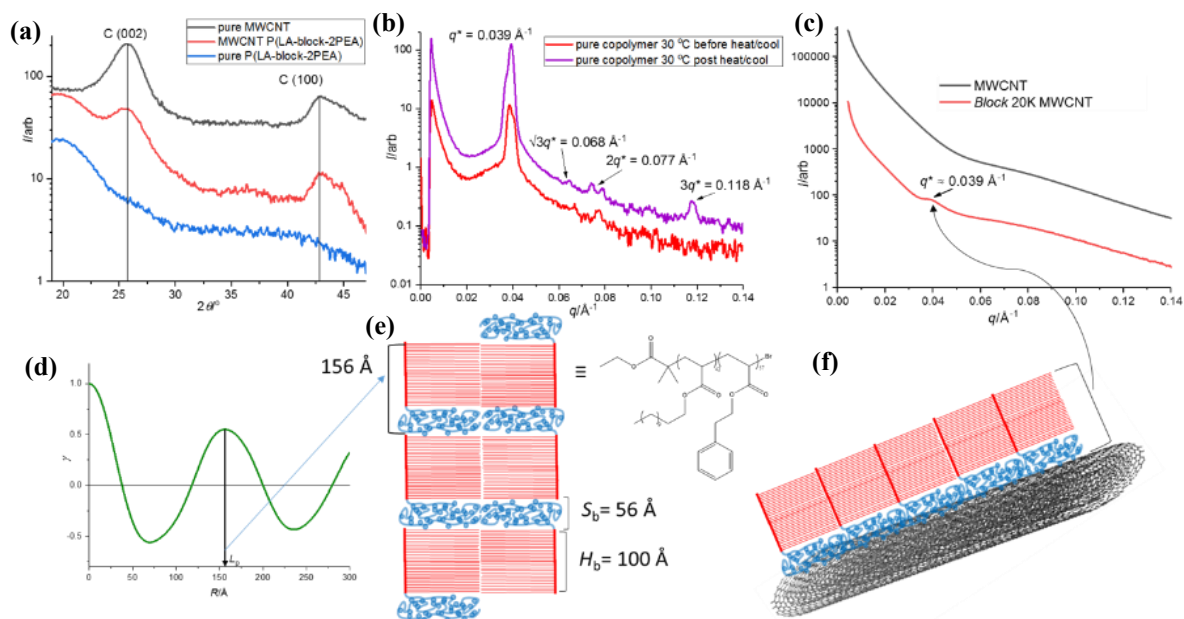 (a)
pure MWCNT
MWCNT P(LA-block-2PEA)
pure P(LA-block-2PEA)
C (002)
C (100)
I/arb
100
10
1
20 25 30 35 40 45
2θ/°
(b)
q* = 0.039 Å-1
pure copolymer 30 °C before heat/cool
pure copolymer 30 °C post heat/cool
√3q* = 0.068 Å-1
2q* = 0.077 Å-1
3q* = 0.118 Å-1
I/arb
100
10
1
0.1
0.01
0.00 0.02 0.04 0.06 0.08 0.10 0.12 0.14
q/Å-1
(c)
MWCNT
Block 20K MWCNT
q* = 0.039 Å-1
I/arb
100000
10000
1000
100
10
1
0.00 0.02 0.04 0.06 0.08 0.10 0.12 0.14
q/Å-1
(d)
γ
1.0
0.5
0.0
-0.5
Lp
0 50 100 150 200 250 300
R/Å
(e)
156 Å
≡
O
O
Br
O
O
O
O
Sb= 56 Å
Hb= 100 Å
(f)